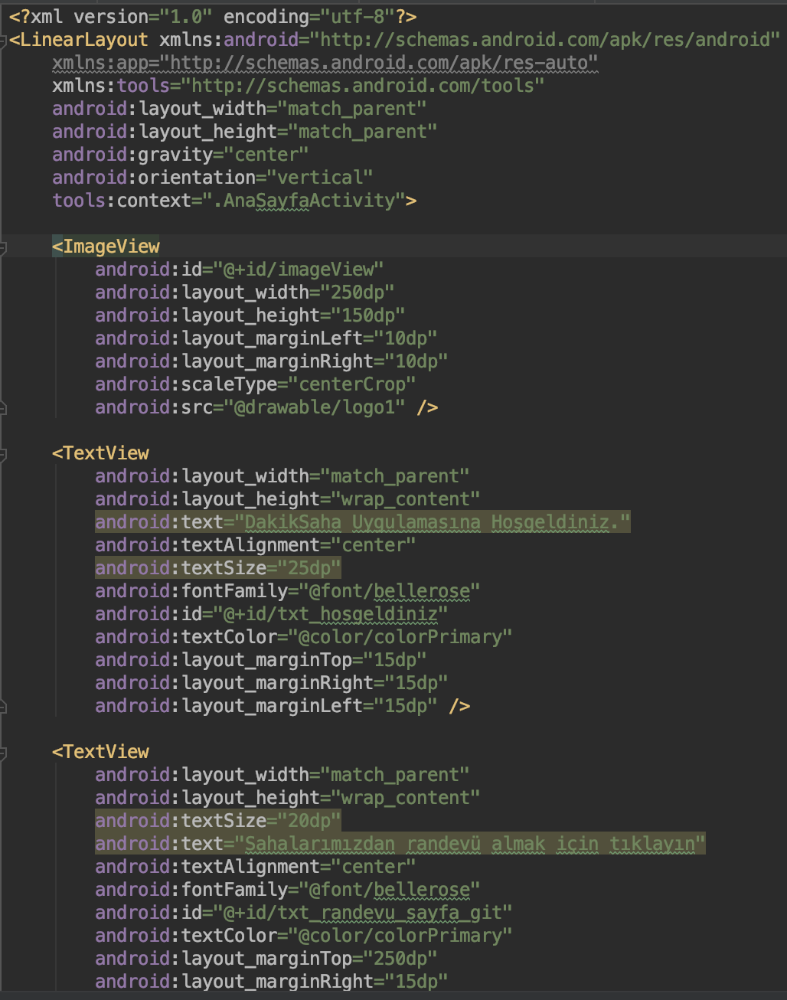 <?xml version="1.0" encoding="utf-8"?>
<LinearLayout xmlns:android="http://schemas.android.com/apk/res/android"
xmlns:app="http://schemas.android.com/apk/res-auto"
xmlns:tools="http://schemas.android.com/tools"
android:layout_width="match_parent"
android:layout_height="match_parent"
android:gravity="center"
android:orientation="vertical"
tools:context=".AnaSayfaActivity">
<ImageView
android:id="@+id/imageView"
android:layout_width="250dp"
android:layout_height="150dp"
android:layout_marginLeft="10dp"
android:layout_marginRight="10dp"
android:scaleType="centerCrop"
android:src="@drawable/logo1" />
<TextView
android:layout_width="match_parent"
android:layout_height="wrap_content"
android:text="DakikSaha Uygulamasına Hosgeldiniz."
android:textAlignment="center"
android:textSize="25dp"
android:fontFamily="@font/bellerose"
android:id="@+id/txt_hosgeldiniz"
android:textColor="@color/colorPrimary"
android:layout_marginTop="15dp"
android:layout_marginRight="15dp"
android:layout_marginLeft="15dp" />
<TextView
android:layout_width="match_parent"
android:layout_height="wrap_content"
android:textSize="20dp"
android:text="Sahalarımızdan randevü almak için tıklayın"
android:textAlignment="center"
android:fontFamily="@font/bellerose"
android:id="@+id/txt_randevu_sayfa_git"
android:textColor="@color/colorPrimary"
android:layout_marginTop="250dp"
android:layout_marginRight="15dp"